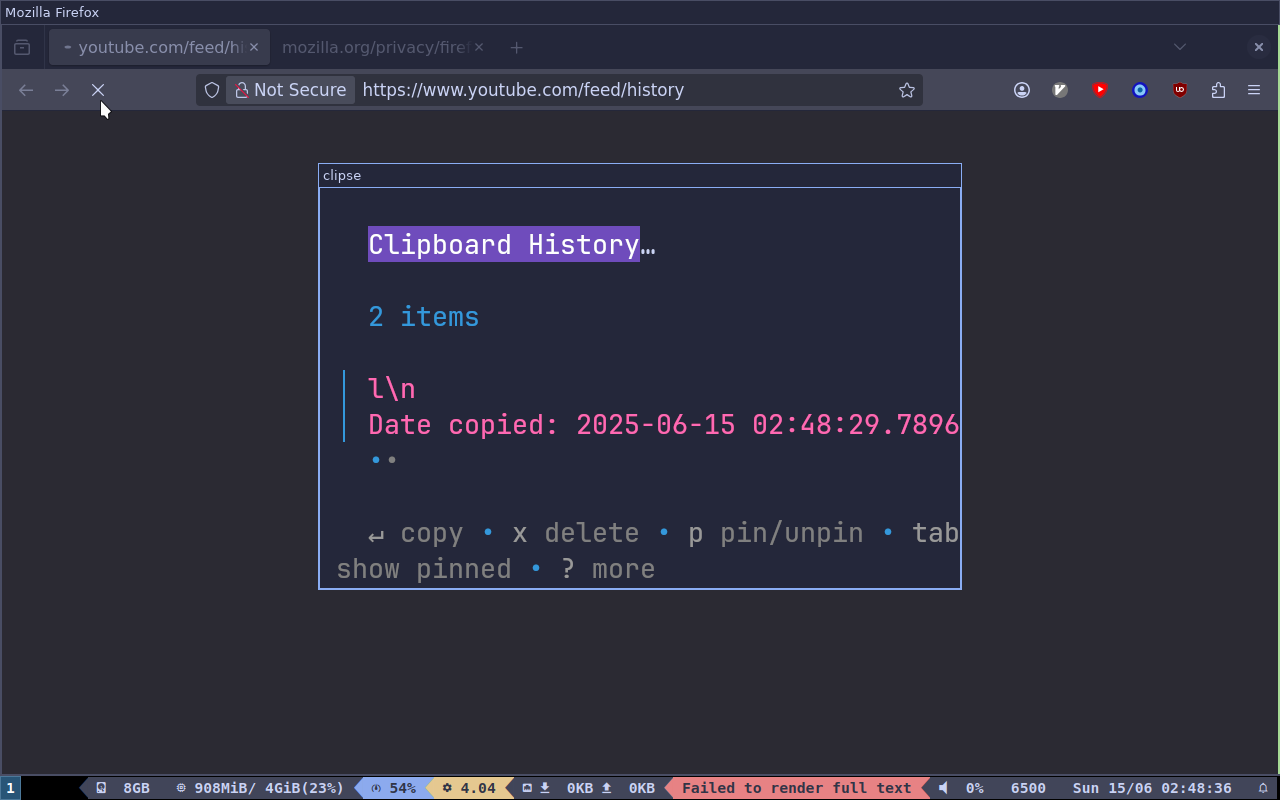 Mozilla Firefox
youtube.com/feed/hi
mozilla.org/privacy/firef
Not Secure
https://www.youtube.com/feed/history
clipse
Clipboard History…
2 items
l\n
Date copied: 2025-06-15 02:48:29.7896
↵ copy • x delete • p pin/unpin • tab
show pinned • ? more
1
8GB
908MiB/ 4GiB(23%)
54%
4.04
0KB
0KB
Failed to render full text
0%
6500
Sun 15/06 02:48:36